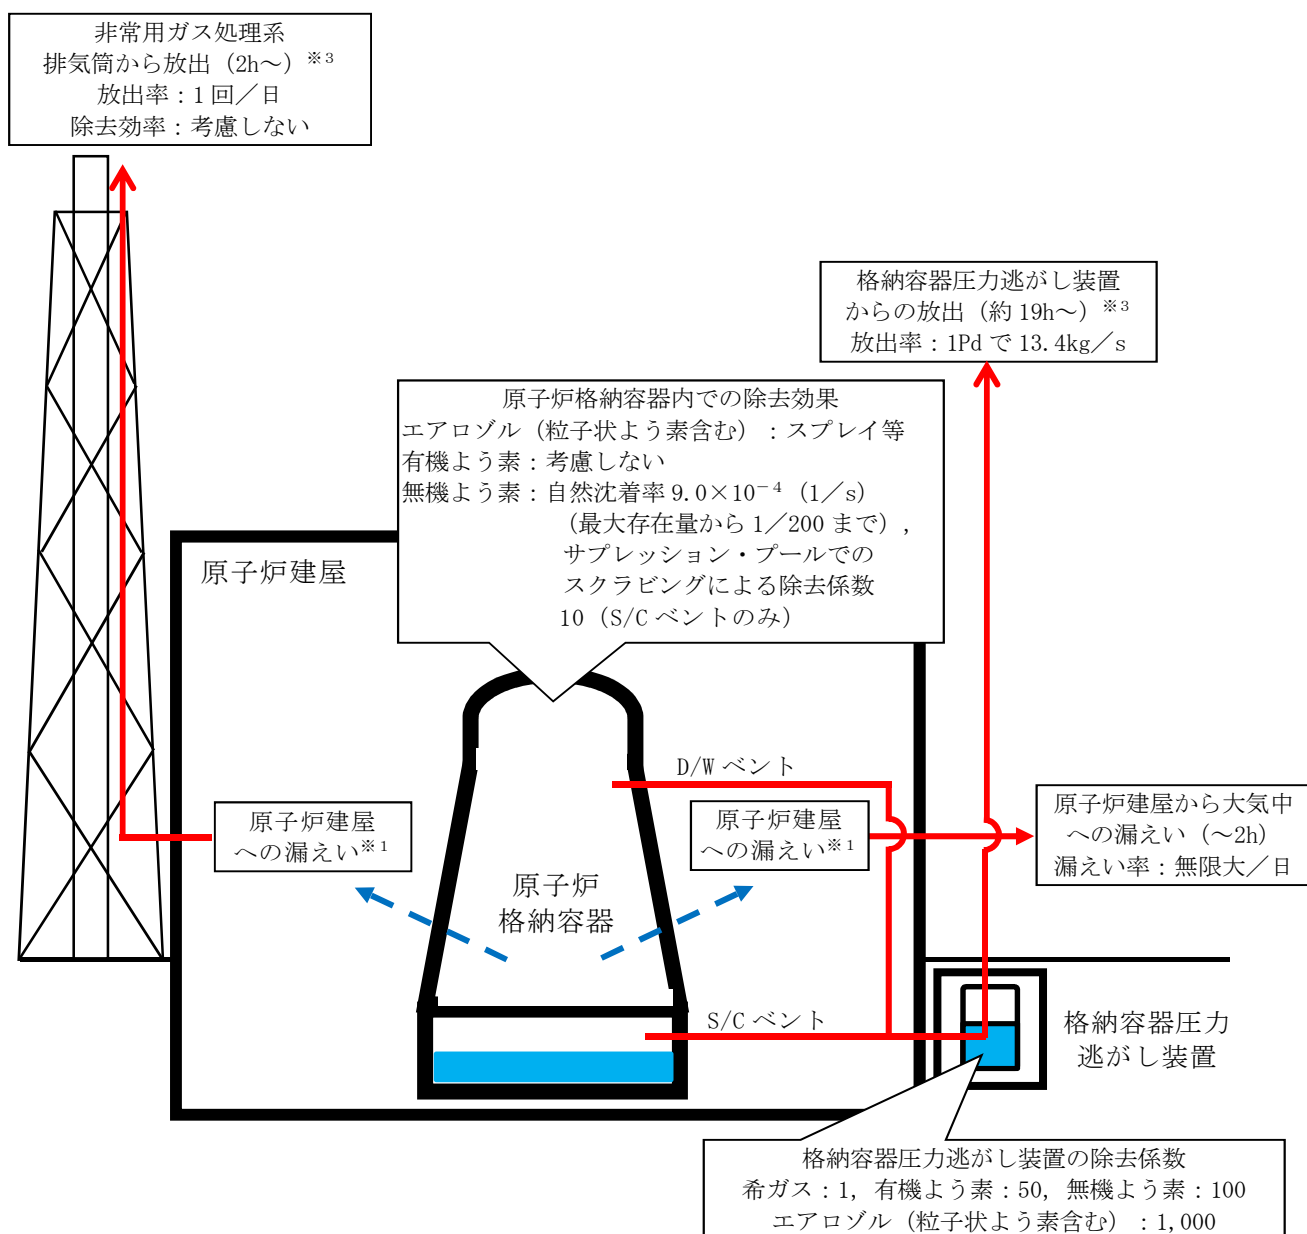 非常用ガス処理系
排気筒から放出（2h～）※3
放出率：1回／日
除去効率：考慮しない
格納容器圧力逃がし装置
からの放出（約19h～）※3
放出率：1Pdで13.4kg／s
原子炉格納容器内での除去効果
エアロゾル（粒子状よう素含む）：スプレイ等
有機よう素：考慮しない
無機よう素：自然沈着率9.0×10－4（1／s）
（最大存在量から1／200まで），
サプレッション・プールでの
スクラビングによる除去係数
10（S/Cベントのみ）
原子炉建屋
D/Wベント
原子炉建屋
への漏えい※1
原子炉建屋
への漏えい※1
原子炉建屋から大気中
への漏えい（～2h）
漏えい率：無限大／日
原子炉
格納容器
S/Cベント
格納容器圧力
逃がし装置
格納容器圧力逃がし装置の除去係数
希ガス：1，有機よう素：50，無機よう素：100
エアロゾル（粒子状よう素含む）：1,000